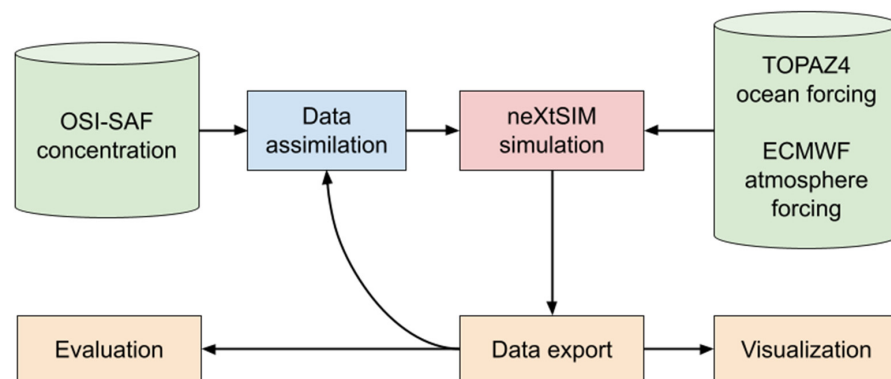 OSI-SAF
concentration
Data
assimilation
neXtSIM
simulation
TOPAZ4
ocean forcing
ECMWF
atmosphere
forcing
Evaluation
Data export
Visualization